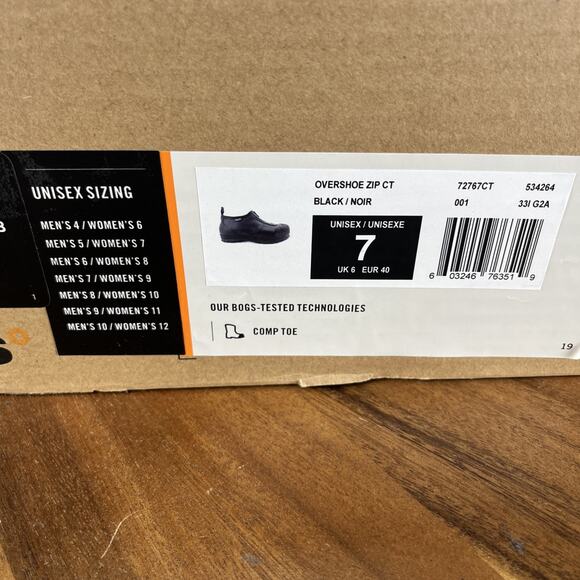 UNISEX SIZING
MEN'S 4 / WOMEN'S 6
MEN'S 5 / WOMEN'S 7
MEN'S 6 / WOMEN'S 8
MEN'S 7 / WOMEN'S 9
MEN'S 8 / WOMEN'S 10
MEN'S 9 / WOMEN'S 11
MEN'S 10 / WOMEN'S 12
1
OVERSHOE ZIP CT 72767CT 534264
BLACK / NOIR 001 33I G2A
UNISEX / UNISEXE
7
UK 6 EUR 40
6 03246 76351 9
OUR BOGS-TESTED TECHNOLOGIES
COMP TOE
19